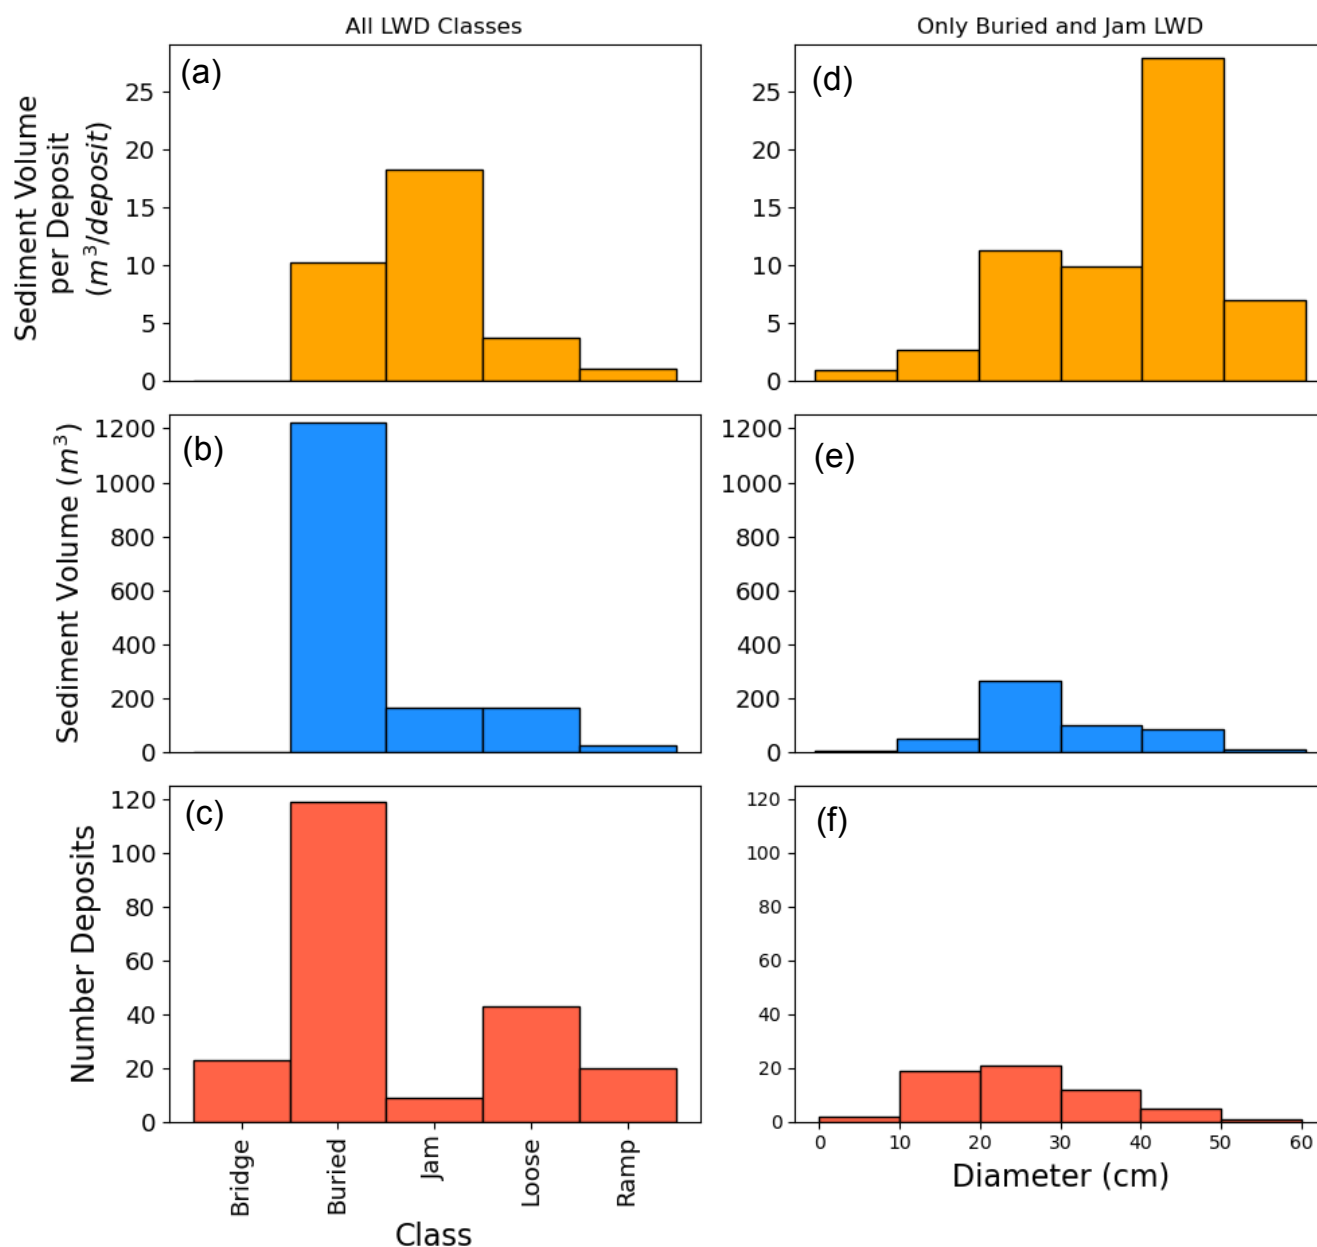 All LWD Classes
Only Buried and Jam LWD
(a)
(d)
Sediment Volume
per Deposit
(m³/deposit)
25
20
15
10
5
0
25
20
15
10
5
0
(b)
(e)
Sediment Volume (m³)
1200
1000
800
600
400
200
0
1200
1000
800
600
400
200
0
(c)
(f)
Number Deposits
120
100
80
60
40
20
0
120
100
80
60
40
20
0
Bridge
Buried
Jam
Loose
Ramp
Class
0 10 20 30 40 50 60
Diameter (cm)